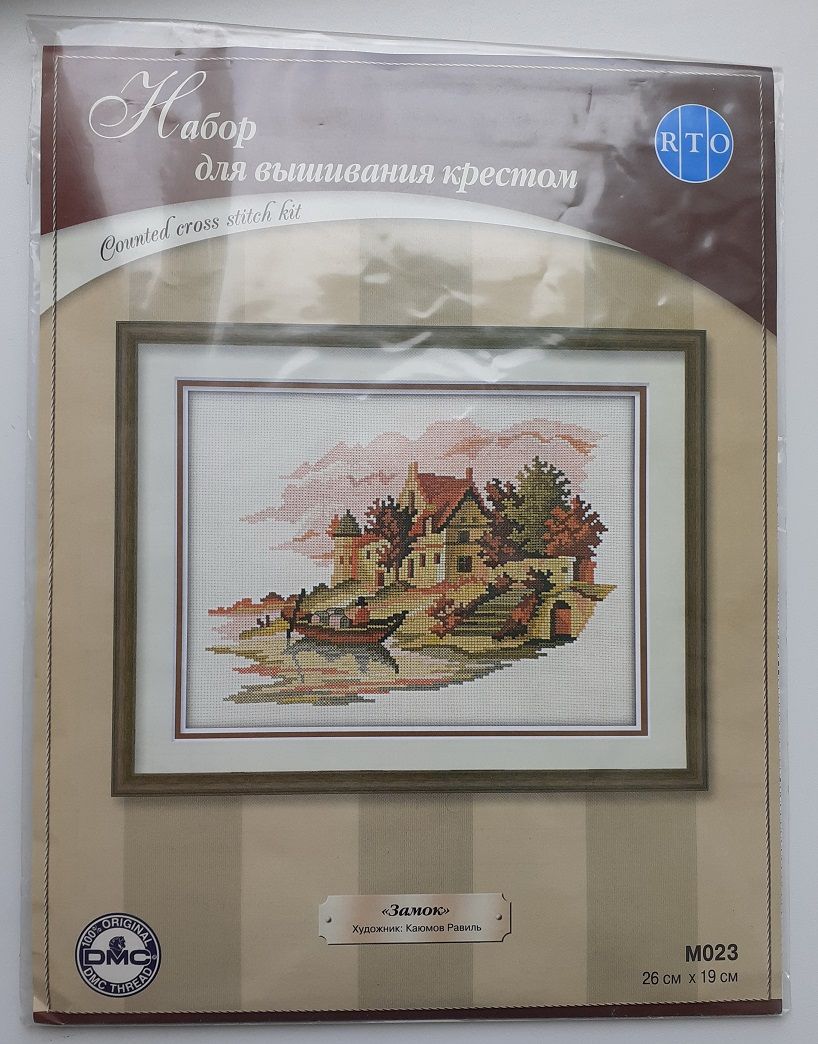 Набор
для вышивания крестом
RTO
Counted cross stitch kit
«Замок»
Художник: Каюмов Равиль
100% ORIGINAL
DMC®
DMC THREAD
М023
26 см x 19 см